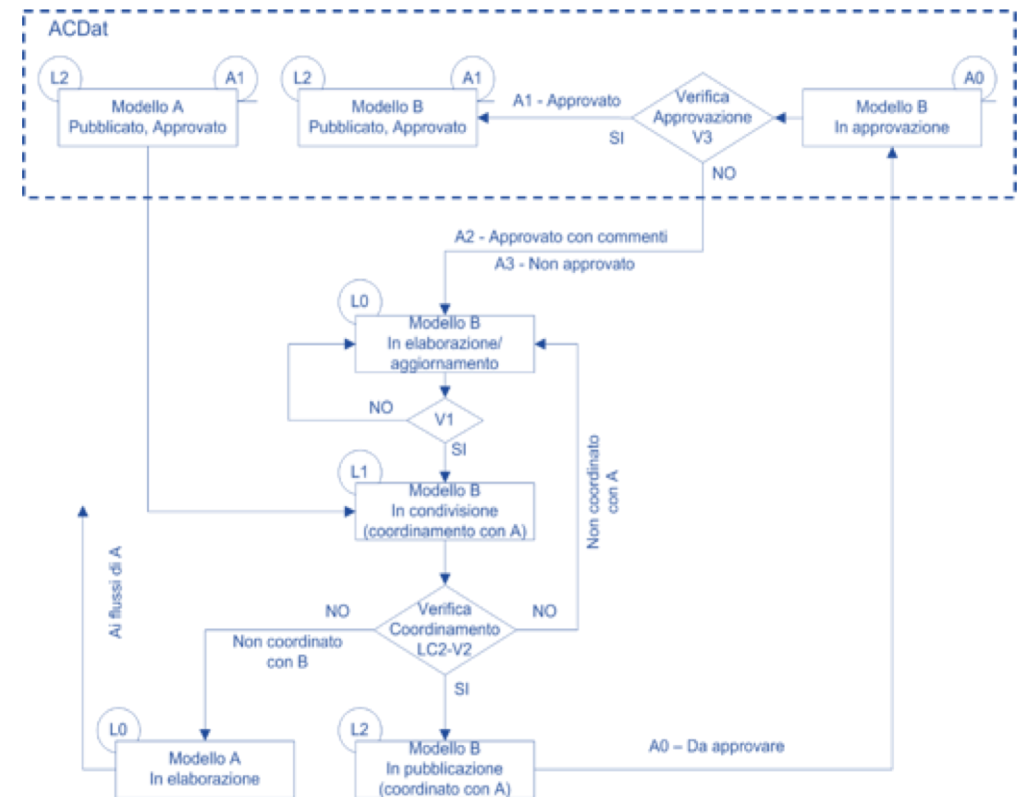 ACDat
L2
A1
Modello A
Pubblicato, Approvato
L2
A1
Modello B
Pubblicato, Approvato
A1 - Approvato
SI
Verifica
Approvazione
V3
NO
A0
Modello B
In approvazione
A2 - Approvato con commenti
A3 - Non approvato
L0
Modello B
In elaborazione/
aggiornamento
NO
V1
SI
L1
Modello B
In condivisione
(coordinamento con A)
Non coordinato
con A
Ai flussi di A
NO
Verifica
Coordinamento
LC2-V2
NO
Non coordinato
con B
SI
L0
Modello A
In elaborazione
L2
Modello B
In pubblicazione
(coordinato con A)
A0 – Da approvare